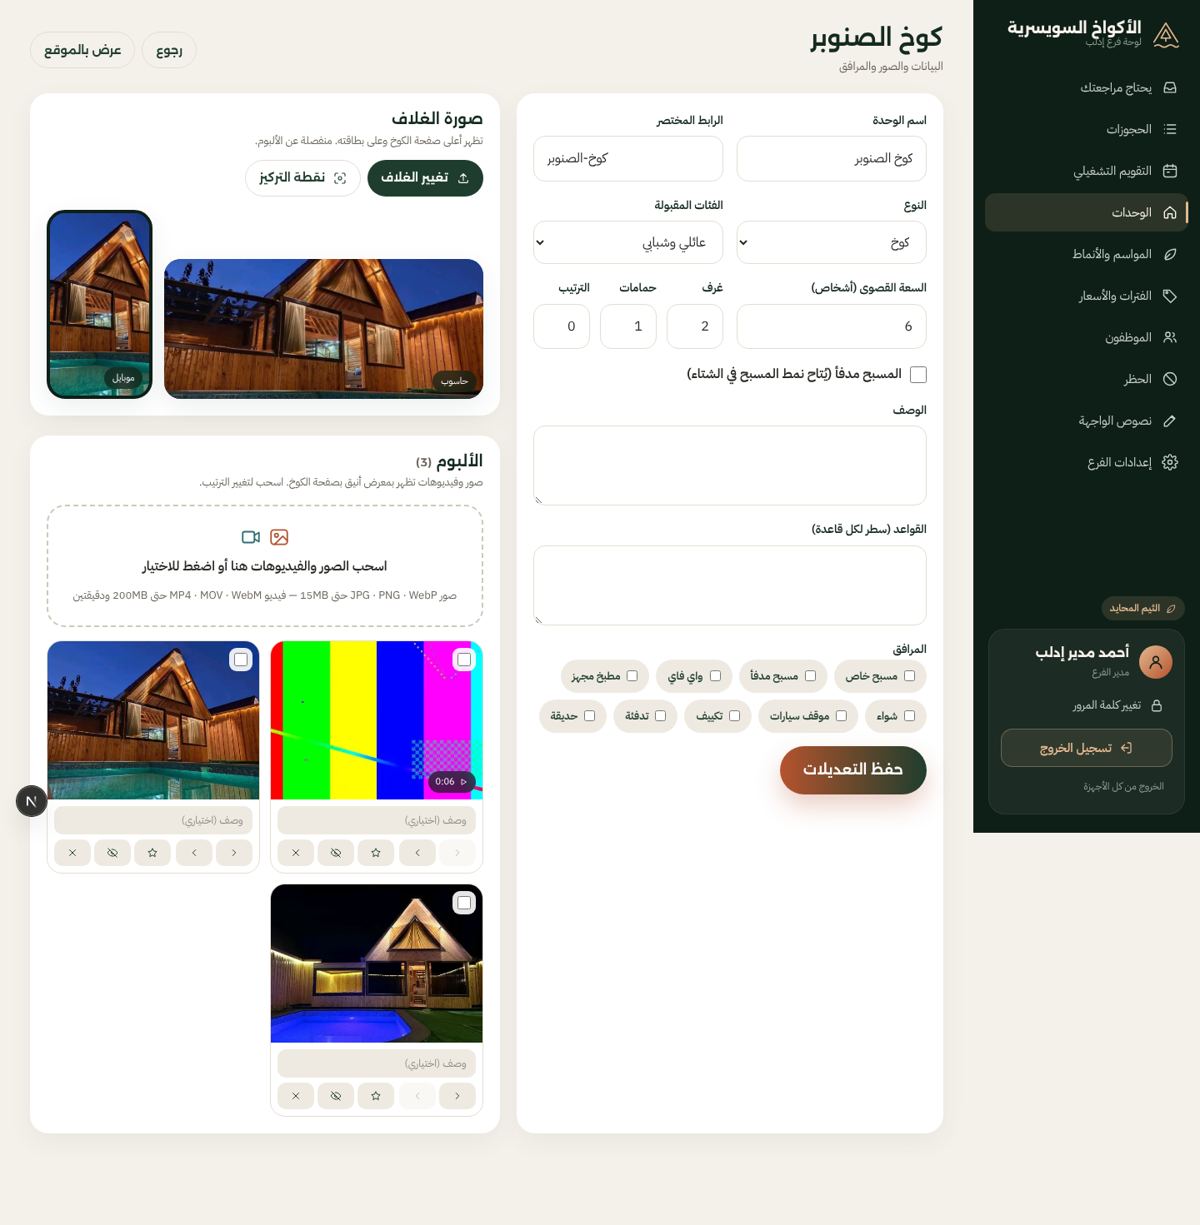 الأكواخ السويسرية
لوحة فرع إدلب
يحتاج مراجعتك
الحجوزات
التقويم التشغيلي
الوحدات
المواسم والأنماط
الفترات والأسعار
الموظفون
الحظر
نصوص الواجهة
إعدادات الفرع
الثيم المحايد
أحمد مدير إدلب
مدير الفرع
تغيير كلمة المرور
تسجيل الخروج
الخروج من كل الأجهزة
كوخ الصنوبر
البيانات والصور والمرافق
عرض بالموقع
رجوع
اسم الوحدة
الرابط المختصر
كوخ الصنوبر
كوخ-الصنوبر
النوع
الفئات المقبولة
كوخ
عائلي وشبابي
السعة القصوى (أشخاص)
غرف
حمامات
الترتيب
6
2
1
0
المسبح مدفأ (يُتاح نمط المسبح في الشتاء)
الوصف
القواعد (سطر لكل قاعدة)
المرافق
مسبح خاص
مسبح مدفأ
واي فاي
مطبخ مجهز
شواء
موقف سيارات
تكييف
تدفئة
حديقة
حفظ التعديلات
صورة الغلاف
تظهر أعلى صفحة الكوخ وعلى بطاقته. منفصلة عن الألبوم.
تغيير الغلاف
نقطة التركيز
حاسوب
موبايل
الألبوم (3)
صور وفيديوهات تظهر بمعرض أنيق بصفحة الكوخ. اسحب لتغيير الترتيب.
اسحب الصور والفيديوهات هنا أو اضغط للاختيار
صور JPG · PNG · WebP حتى 15MB — فيديو MP4 · MOV · WebM حتى 200MB ودقيقتين
0:06
وصف (اختياري)
وصف (اختياري)
وصف (اختياري)
N